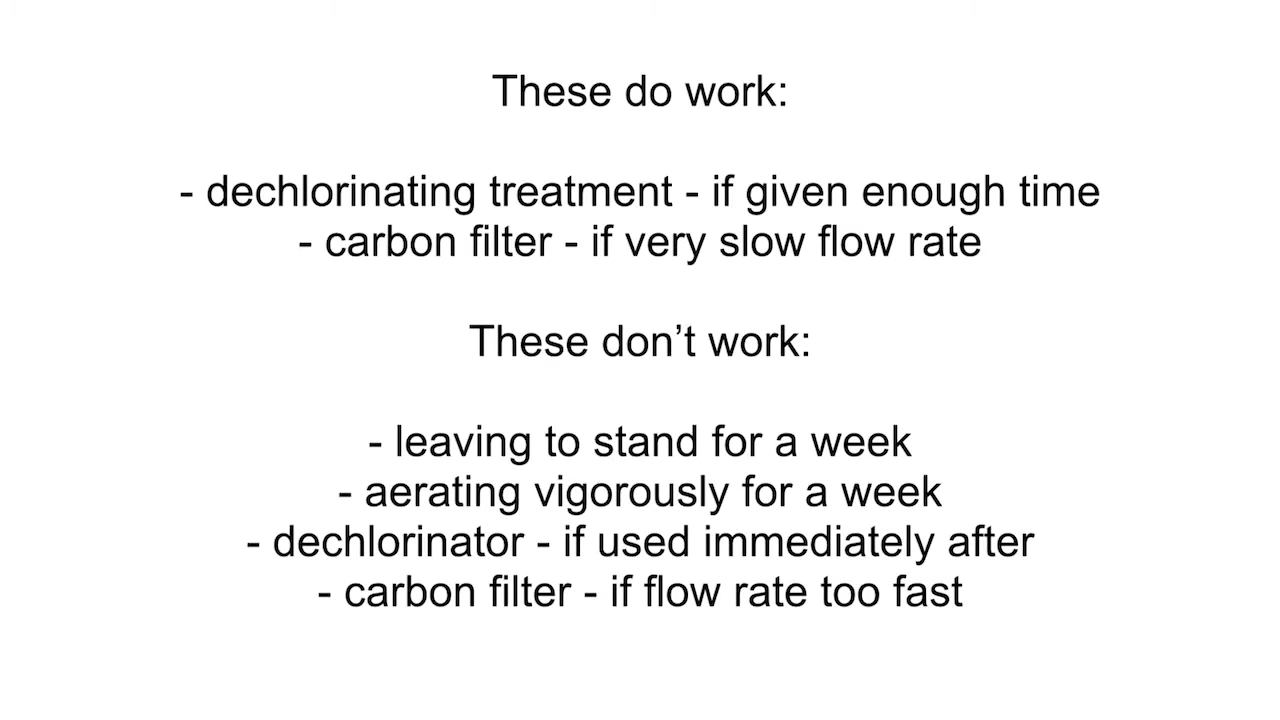 These do work:
- dechlorinating treatment - if given enough time
- carbon filter - if very slow flow rate
These don’t work:
- leaving to stand for a week
- aerating vigorously for a week
- dechlorinator - if used immediately after
- carbon filter - if flow rate too fast